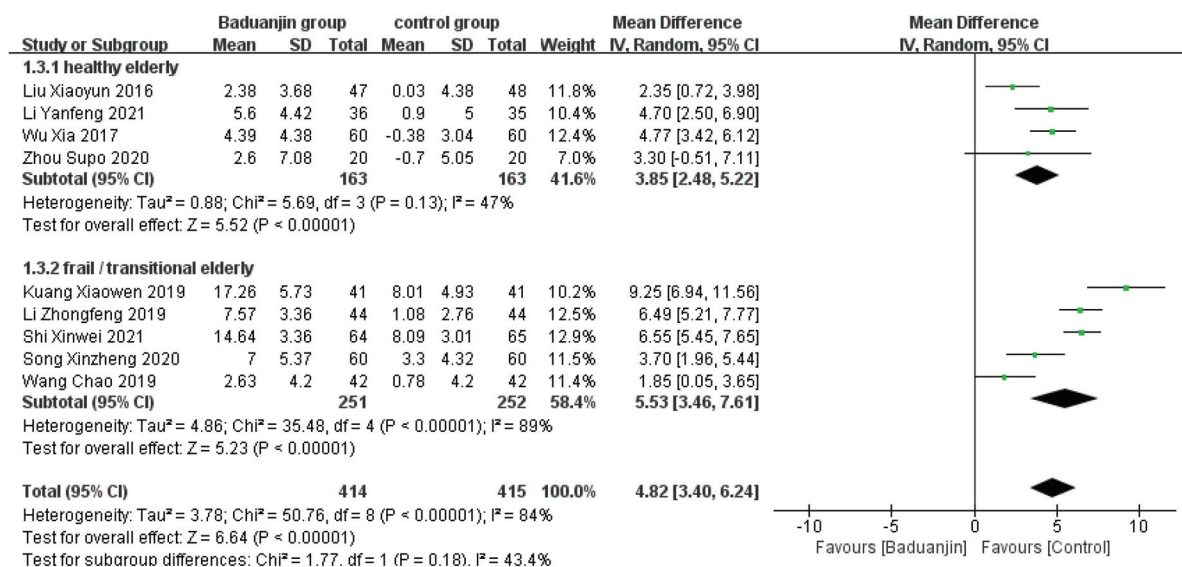 Baduanjin group control group Mean Difference Mean Difference
Study or Subgroup Mean SD Total Mean SD Total Weight IV, Random, 95% CI IV, Random, 95% CI
1.3.1 healthy elderly
Liu Xiaoyun 2016 2.38 3.68 47 0.03 4.38 48 11.8% 2.35 [0.72, 3.98]
Li Yanfeng 2021 5.6 4.42 36 0.9 5 35 10.4% 4.70 [2.50, 6.90]
Wu Xia 2017 4.39 4.38 60 -0.38 3.04 60 12.4% 4.77 [3.42, 6.12]
Zhou Supo 2020 2.6 7.08 20 -0.7 5.05 20 7.0% 3.30 [-0.51, 7.11]
Subtotal (95% CI) 163 163 41.6% 3.85 [2.48, 5.22]
Heterogeneity: Tau² = 0.88; Chi² = 5.69, df = 3 (P = 0.13); I² = 47%
Test for overall effect: Z = 5.52 (P < 0.00001)
1.3.2 frail / transitional elderly
Kuang Xiaowen 2019 17.26 5.73 41 8.01 4.93 41 10.2% 9.25 [6.94, 11.56]
Li Zhongfeng 2019 7.57 3.36 44 1.08 2.76 44 12.5% 6.49 [5.21, 7.77]
Shi Xinwei 2021 14.64 3.36 64 8.09 3.01 65 12.9% 6.55 [5.45, 7.65]
Song Xinzheng 2020 7 5.37 60 3.3 4.32 60 11.5% 3.70 [1.96, 5.44]
Wang Chao 2019 2.63 4.2 42 0.78 4.2 42 11.4% 1.85 [0.05, 3.65]
Subtotal (95% CI) 251 252 58.4% 5.53 [3.46, 7.61]
Heterogeneity: Tau² = 4.86; Chi² = 35.48, df = 4 (P < 0.00001); I² = 89%
Test for overall effect: Z = 5.23 (P < 0.00001)
Total (95% CI) 414 415 100.0% 4.82 [3.40, 6.24]
Heterogeneity: Tau² = 3.78; Chi² = 50.76, df = 8 (P < 0.00001); I² = 84%
Test for overall effect: Z = 6.64 (P < 0.00001)
Test for subgroup differences: Chi² = 1.77, df = 1 (P = 0.18), I² = 43.4%
-10 -5 0 5 10
Favours [Baduanjin] Favours [Control]